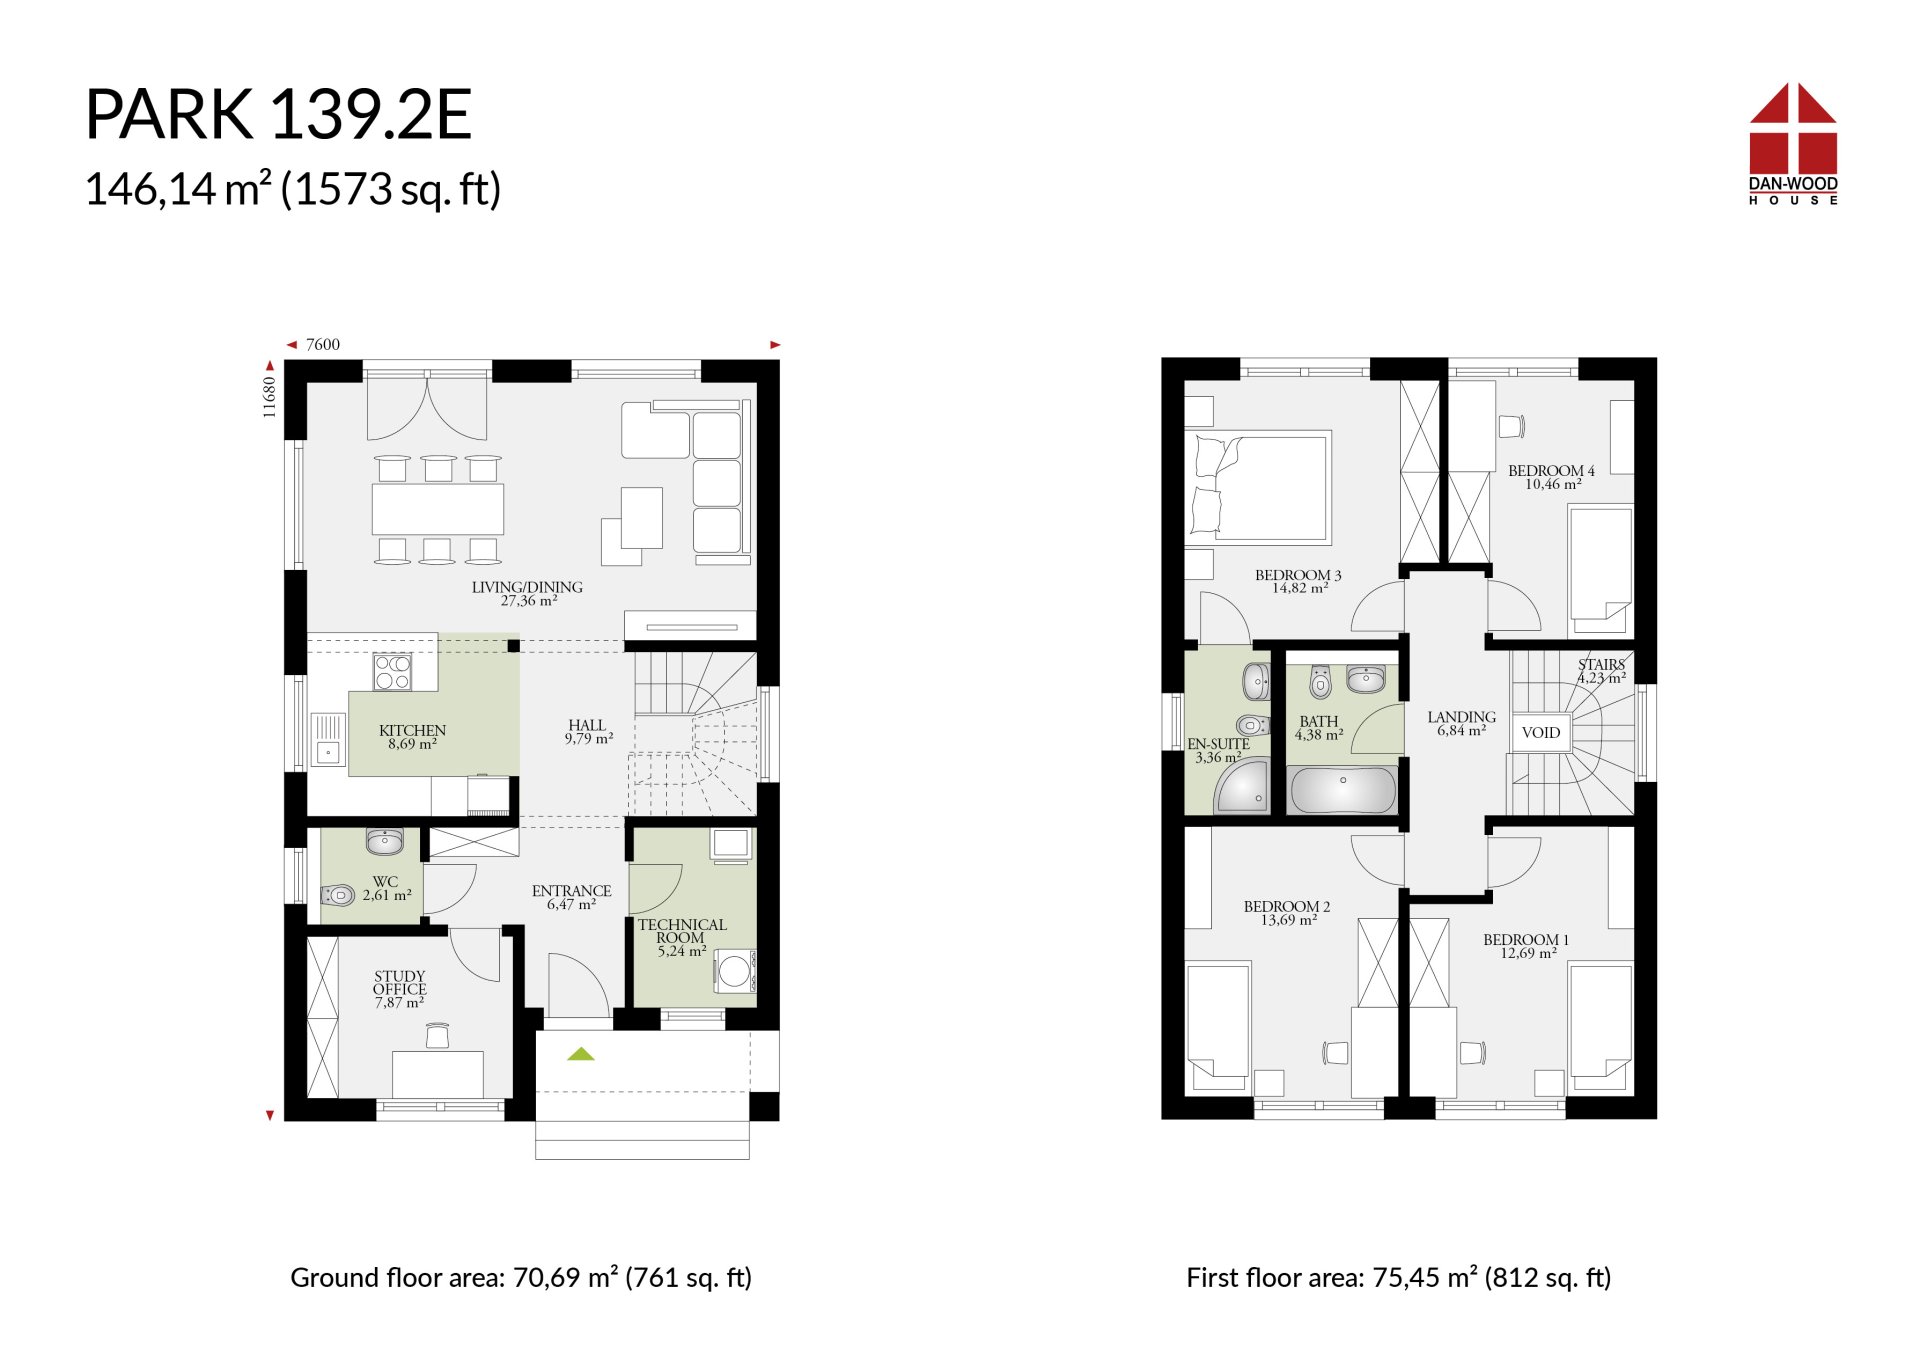 PARK 139.2E
146,14 m² (1573 sq. ft)
DAN-WOOD
HOUSE
7600
11680
LIVING/DINING
27,36 m²
KITCHEN
8,69 m²
HALL
9,79 m²
WC
2,61 m²
ENTRANCE
6,47 m²
TECHNICAL
ROOM
5,24 m²
STUDY
OFFICE
7,87 m²
BEDROOM 4
10,46 m²
BEDROOM 3
14,82 m²
STAIRS
4,23 m²
BATH
4,38 m²
LANDING
6,84 m²
VOID
EN-SUITE
3,36 m²
BEDROOM 2
13,69 m²
BEDROOM 1
12,69 m²
Ground floor area: 70,69 m² (761 sq. ft)
First floor area: 75,45 m² (812 sq. ft)